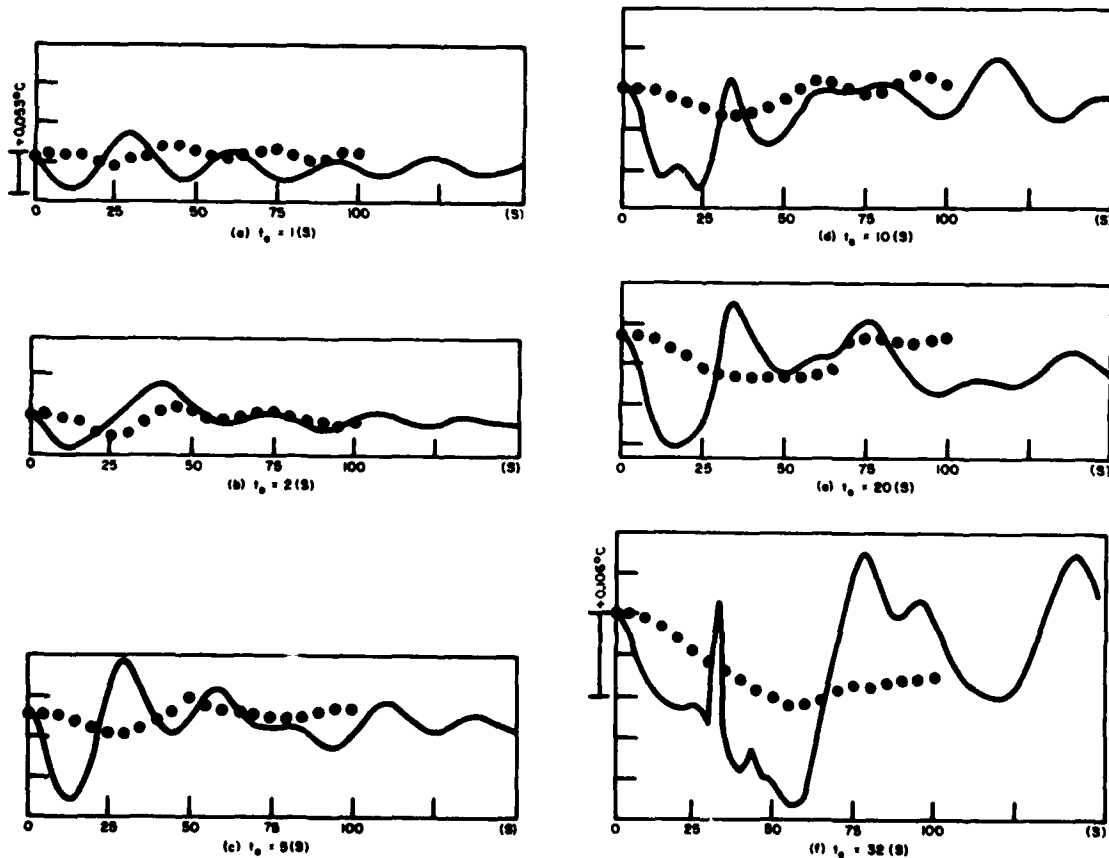 +0.053°C
0 25 50 75 100 (S)
(a) t₀ = 1(S)
0 25 50 75 100 (S)
(b) t₀ = 2(S)
0 25 50 75 100 (S)
(c) t₀ = 5(S)
0 25 50 75 100 (S)
(d) t₀ = 10(S)
0 25 50 75 100 (S)
(e) t₀ = 20(S)
+0.106°C
0 25 50 75 100 (S)
(f) t₀ = 32(S)